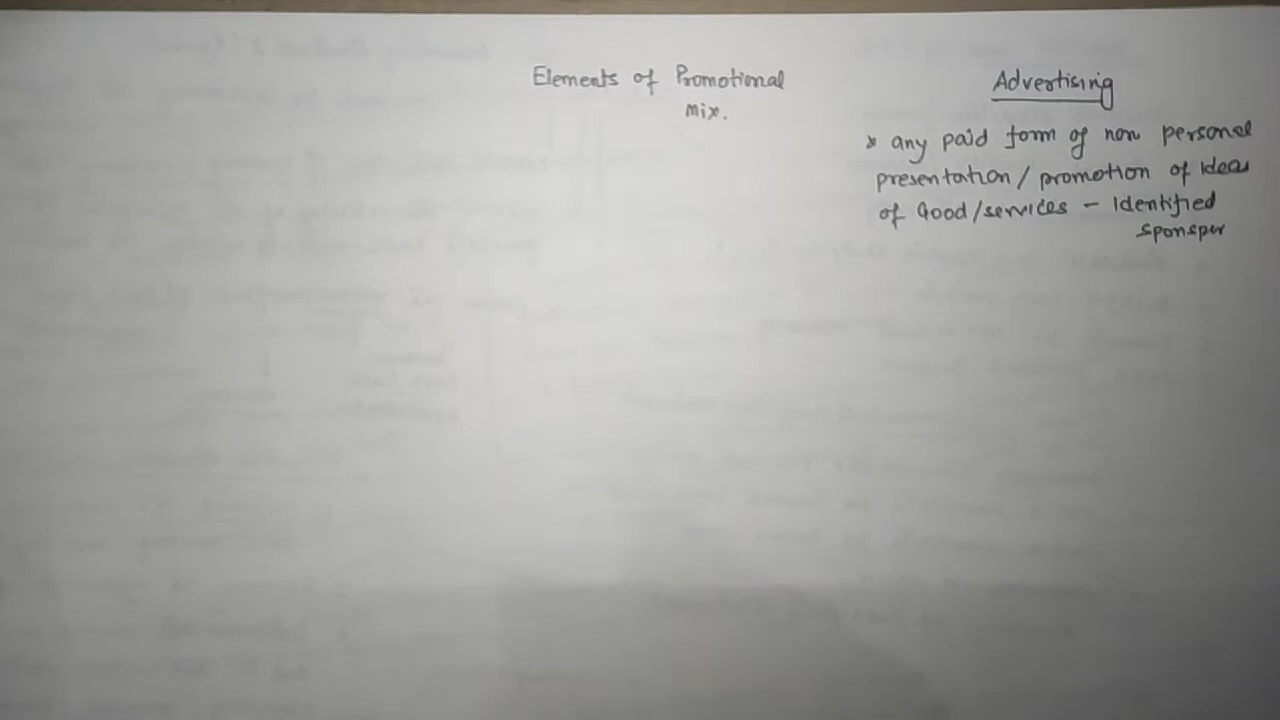 Elements of Promotional
Mix.
Advertising
* any paid form of non personal
presentation/promotion of Ideas
of Good/services - Identified
Sponsper